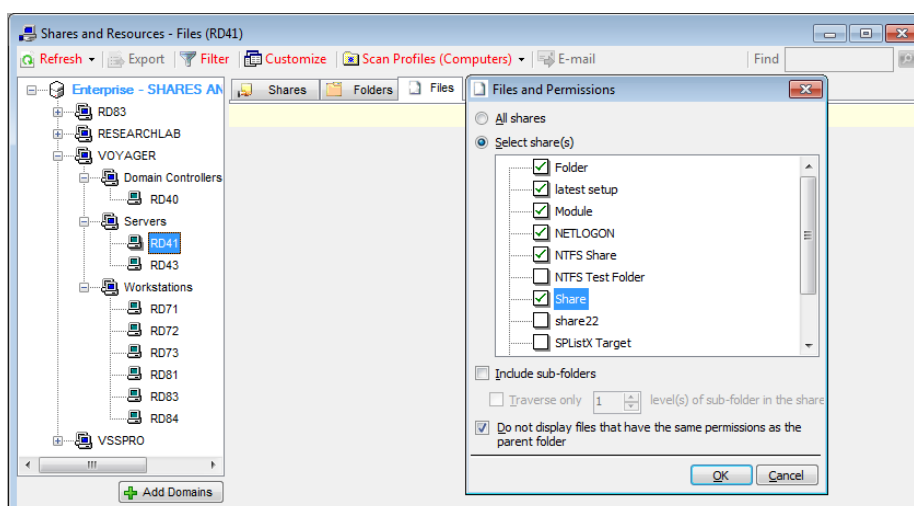 Shares and Resources - Files (RD41)
Refresh Export Filter Customize Scan Profiles (Computers) E-mail Find
Enterprise - SHARES AN
RD83
RESEARCHLAB
VOYAGER
Domain Controllers
RD40
Servers
RD41
RD43
Workstations
RD71
RD72
RD73
RD81
RD83
RD84
VSSPRO
Add Domains
Shares Folders Files
Files and Permissions
All shares
Select share(s)
Folder
latest setup
Module
NETLOGON
NTFS Share
NTFS Test Folder
Share
share22
SPListX Target
Include sub-folders
Traverse only 1 level(s) of sub-folder in the share
Do not display files that have the same permissions as the
parent folder
OK Cancel